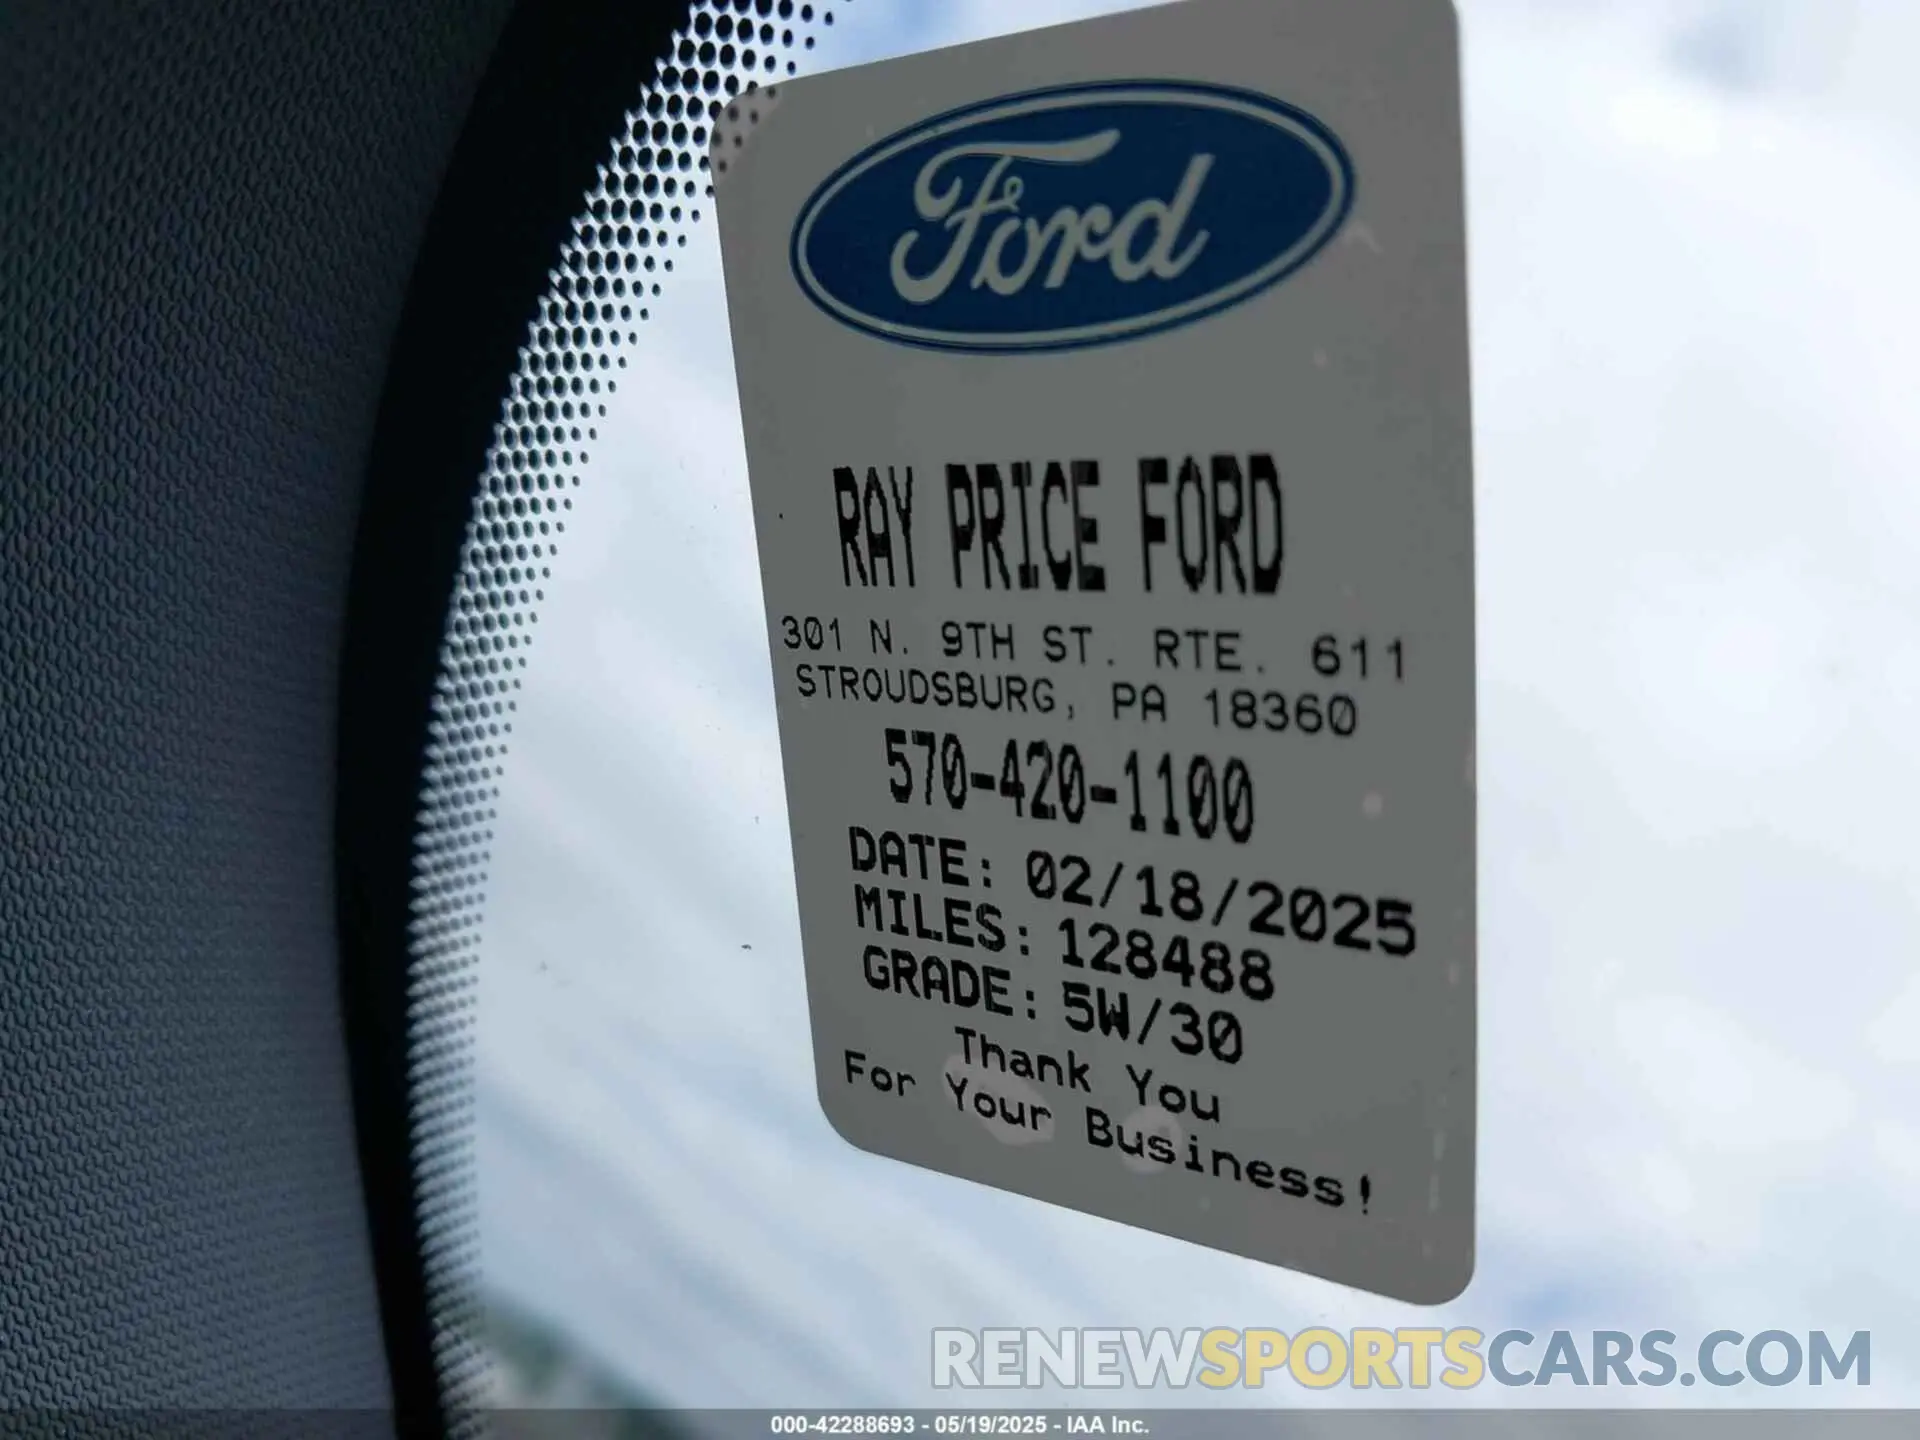 Ford
RAY PRICE FORD
301 N. 9TH ST. RTE. 611
STROUDSBURG, PA 18360
570-420-1100
DATE: 02/18/2025
MILES: 128488
GRADE: 5W/30
Thank You
For Your Business!
RENEWSPORTSCARS.COM
000-42288693 - 05/19/2025 - IAA Inc.